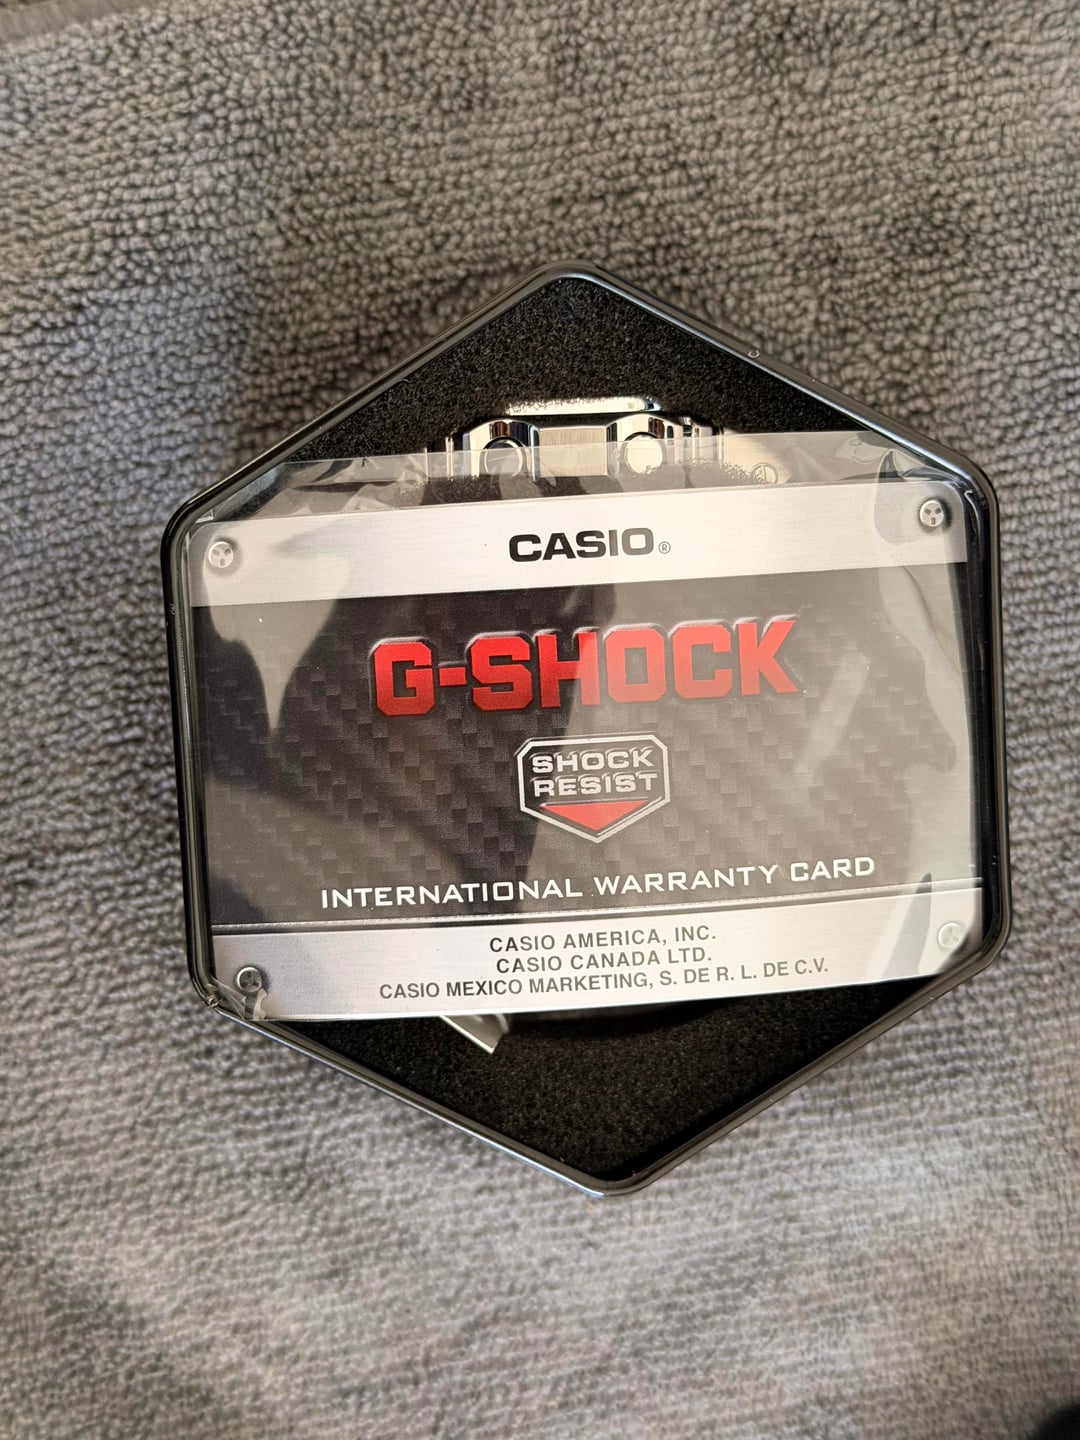 CASIO®
G-SHOCK
SHOCK
RESIST
INTERNATIONAL WARRANTY CARD
CASIO AMERICA, INC.
CASIO CANADA LTD.
CASIO MEXICO MARKETING, S. DE R. L. DE C.V.